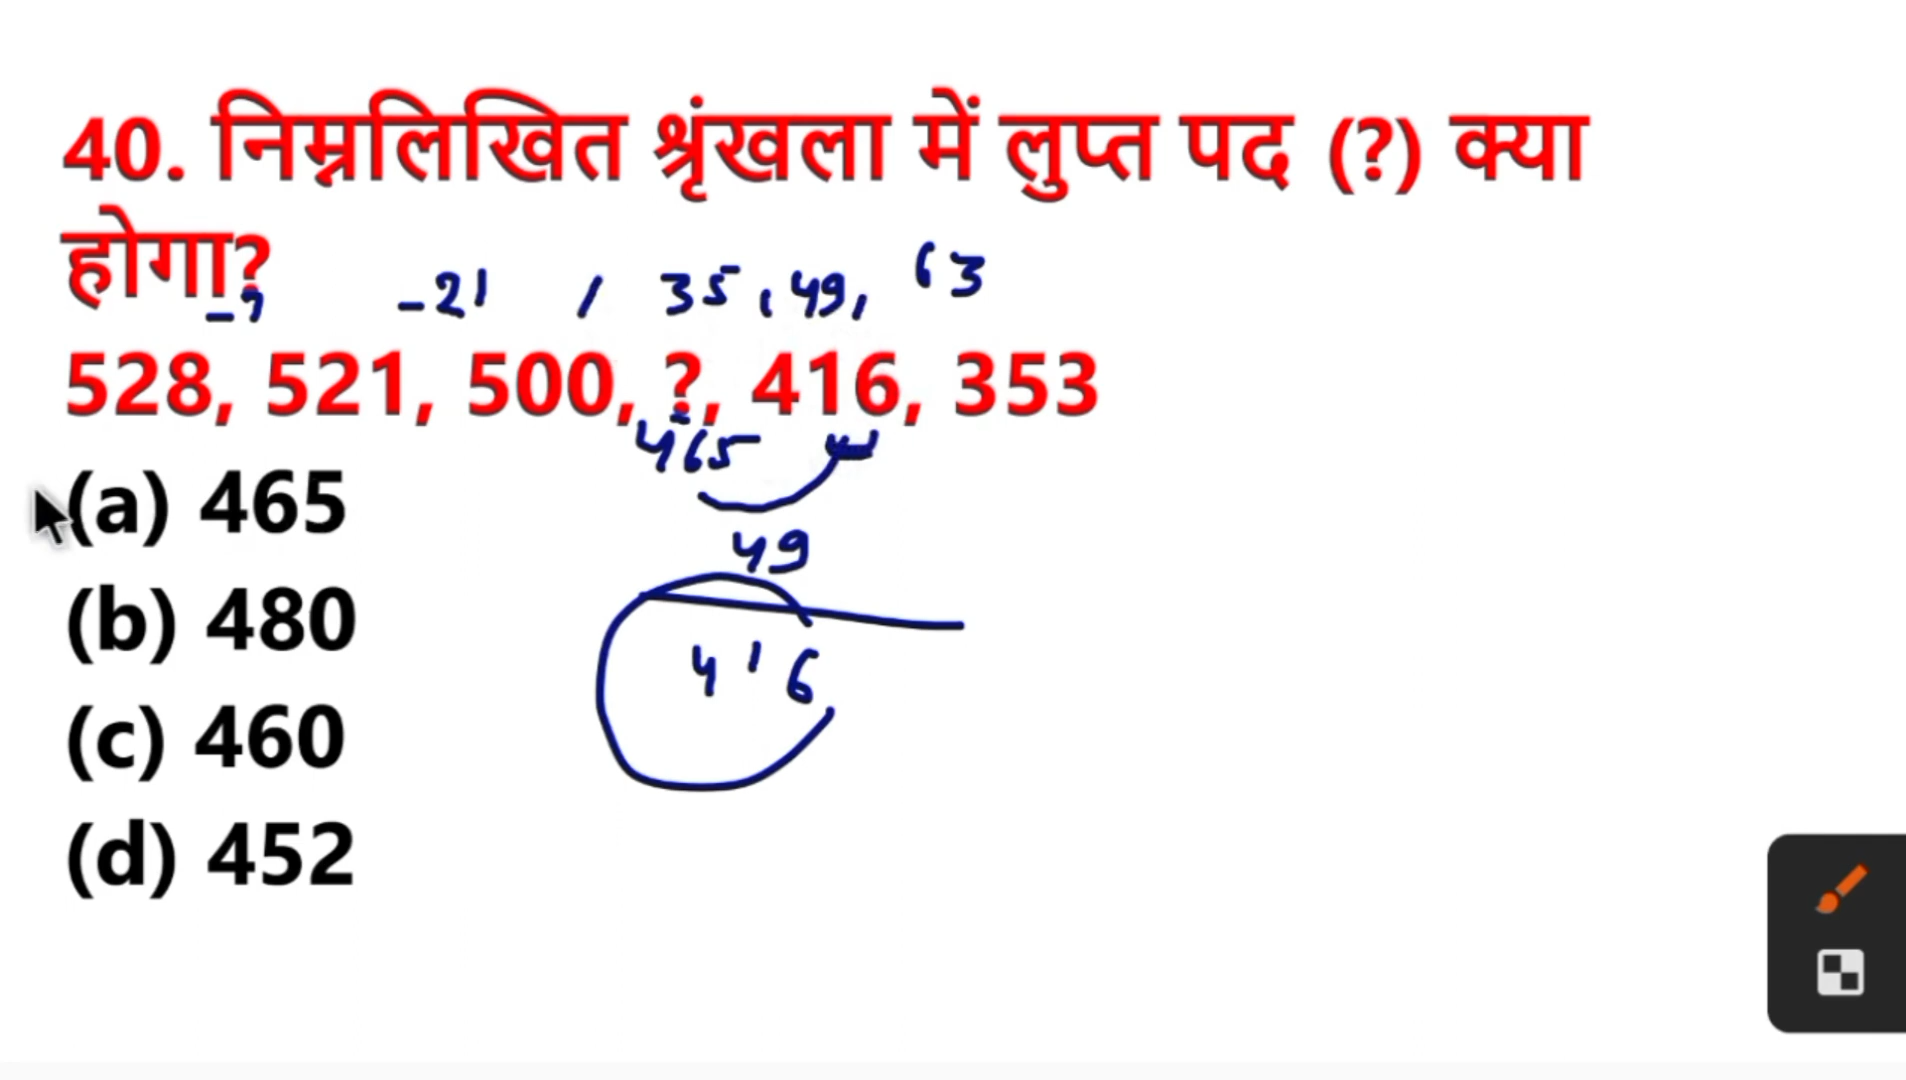 40. निम्नलिखित श्रृंखला में लुप्त पद (?) क्या
होगा?
-7 -21 / 35, 49, 63
528, 521, 500, ?, 416, 353
465
49
416
(a) 465
(b) 480
(c) 460
(d) 452